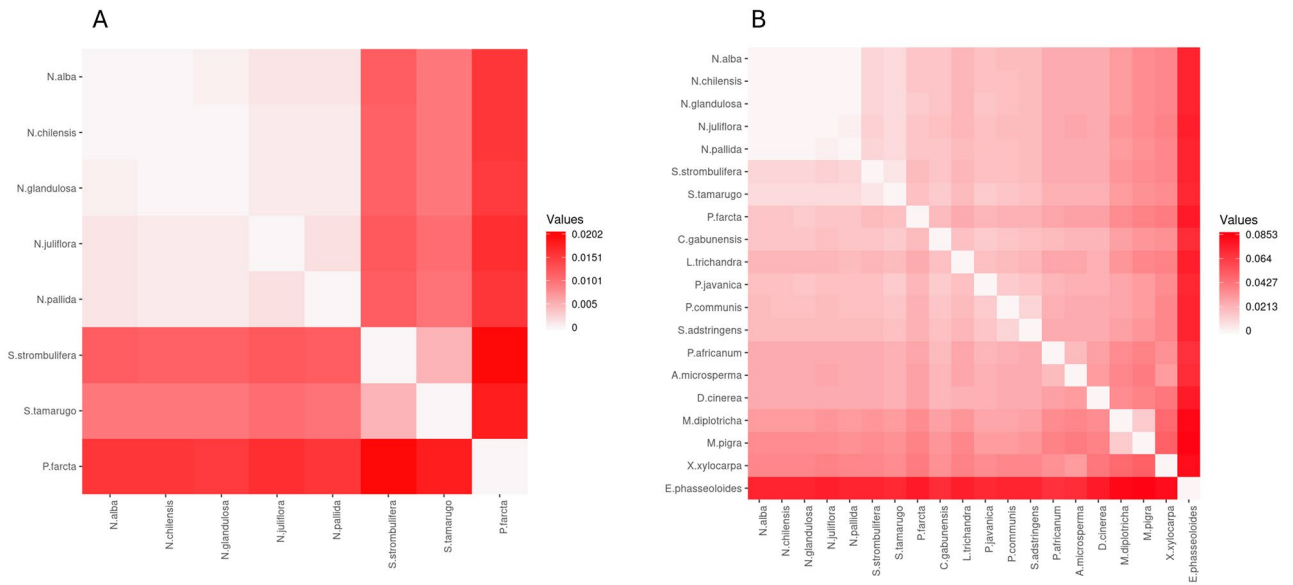 A
N.alba
N.chilensis
N.glandulosa
N.juliflora
N.pallida
S.strombulifera
S.tamarugo
P.farcta
N.alba
N.chilensis
N.glandulosa
N.juliflora
N.pallida
S.strombulifera
S.tamarugo
P.farcta
Values
0.0202
0.0151
0.0101
0.005
0
B
N.alba
N.chilensis
N.glandulosa
N.juliflora
N.pallida
S.strombulifera
S.tamarugo
P.farcta
C.gabunensis
L.trichandra
P.javanica
P.communis
S.adstringens
P.africanum
A.microsperma
D.cinerea
M.diplotricha
M.pigra
X.xylocarpa
E.phasseoloides
N.alba
N.chilensis
N.glandulosa
N.juliflora
N.pallida
S.strombulifera
S.tamarugo
P.farcta
C.gabunensis
L.trichandra
P.javanica
P.communis
S.adstringens
P.africanum
A.microsperma
D.cinerea
M.diplotricha
M.pigra
X.xylocarpa
E.phasseoloides
Values
0.0853
0.064
0.0427
0.0213
0